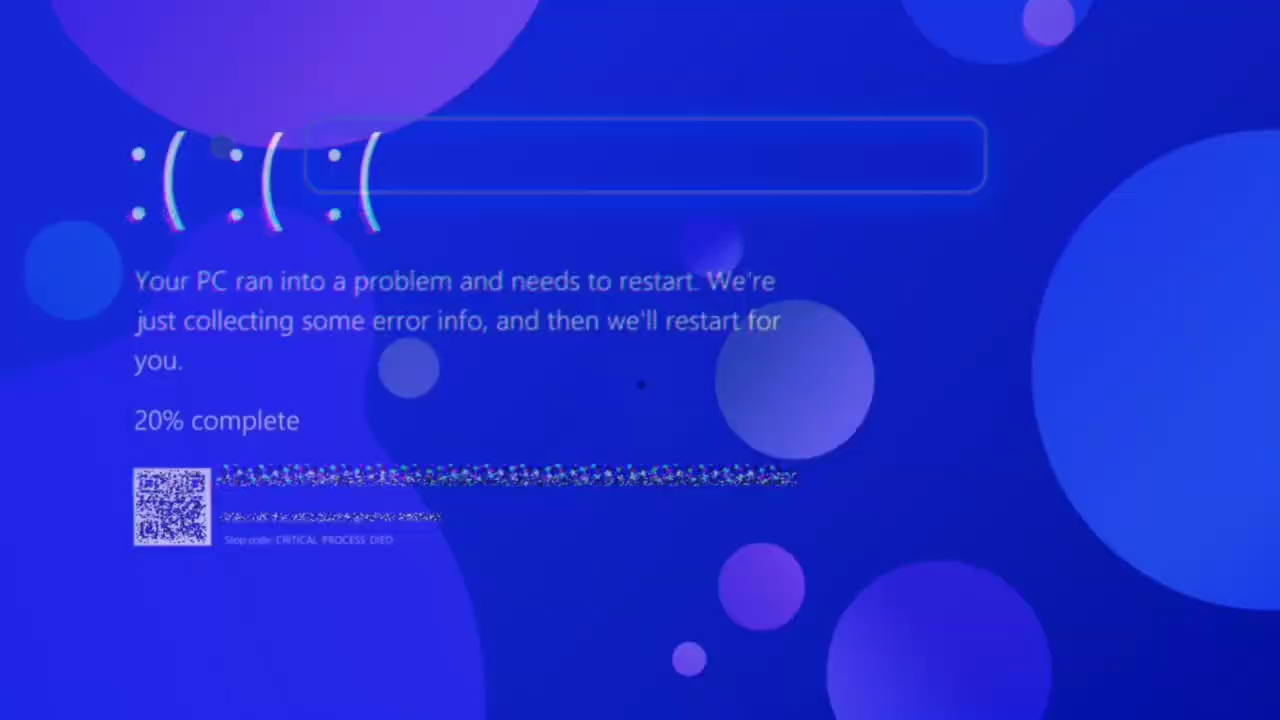 :( :( :(
Your PC ran into a problem and needs to restart. We're
just collecting some error info, and then we'll restart for
you.
20% complete
Stop code: CRITICAL PROCESS DIED